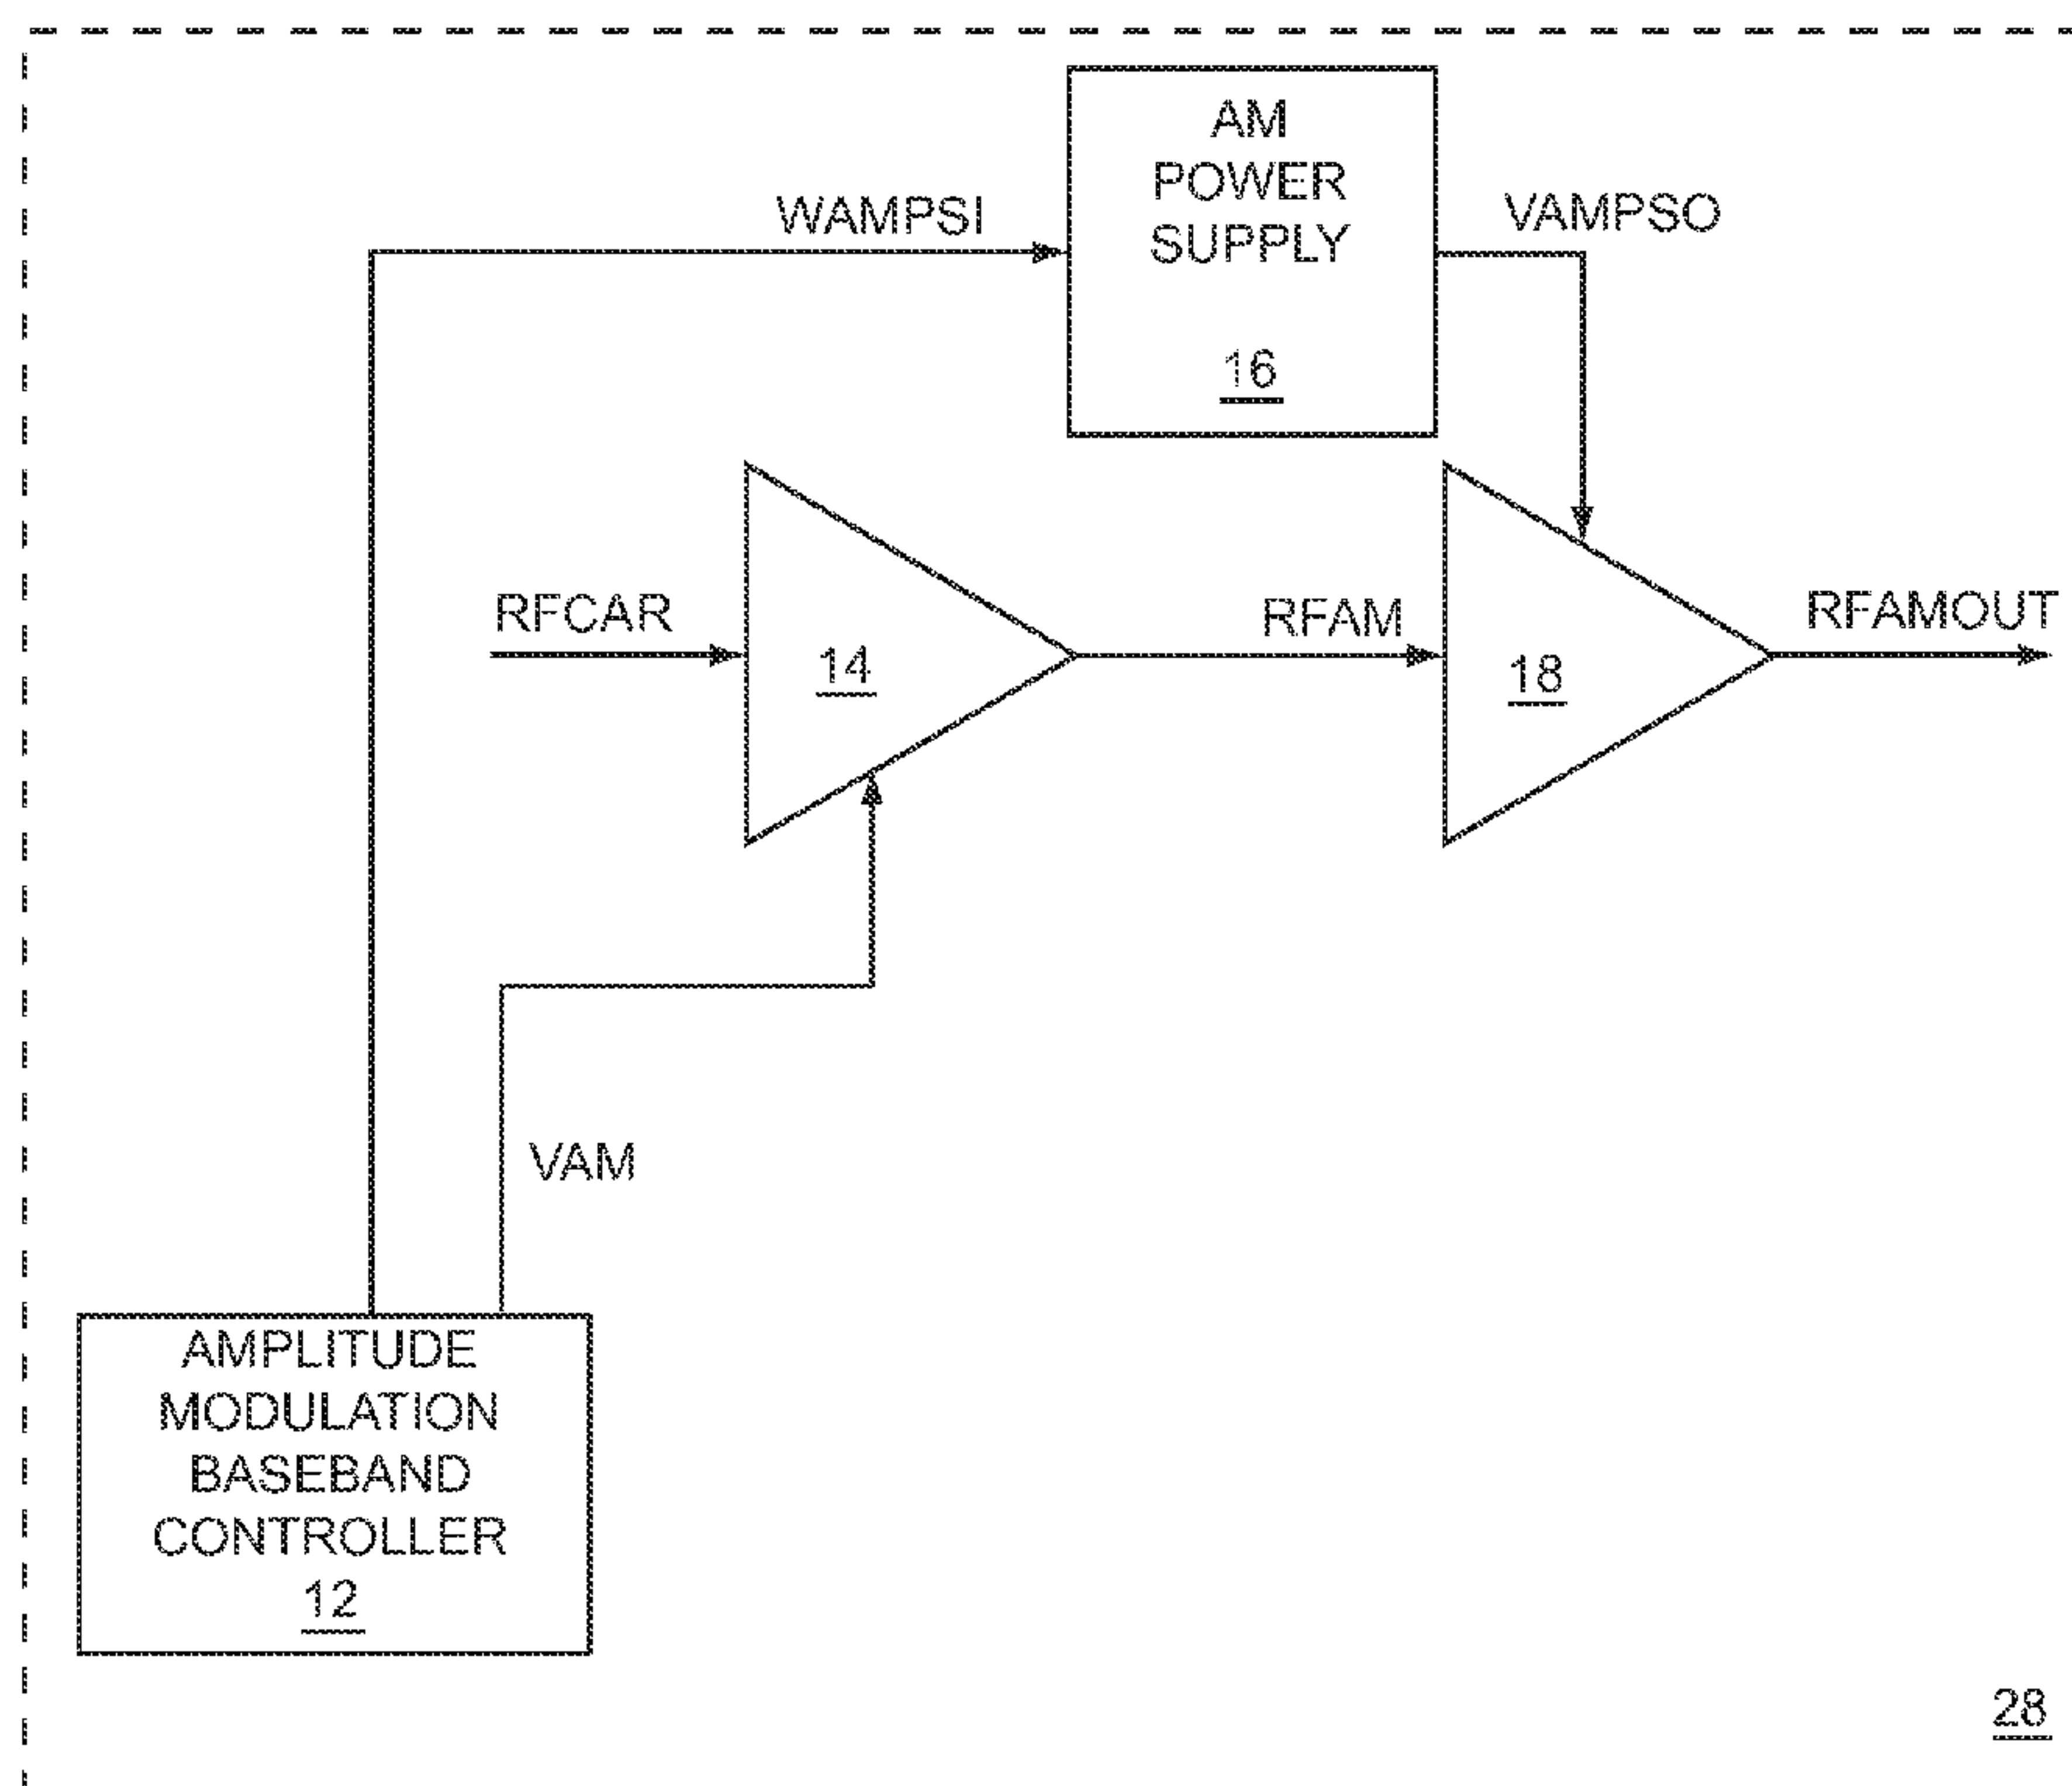 AM
POWER
SUPPLY
16
WAMPSI
VAMPSO
RFCAR
14
RFAM
18
RFAMOUT
VAM
AMPLITUDE
MODULATION
BASEBAND
CONTROLLER
12
28